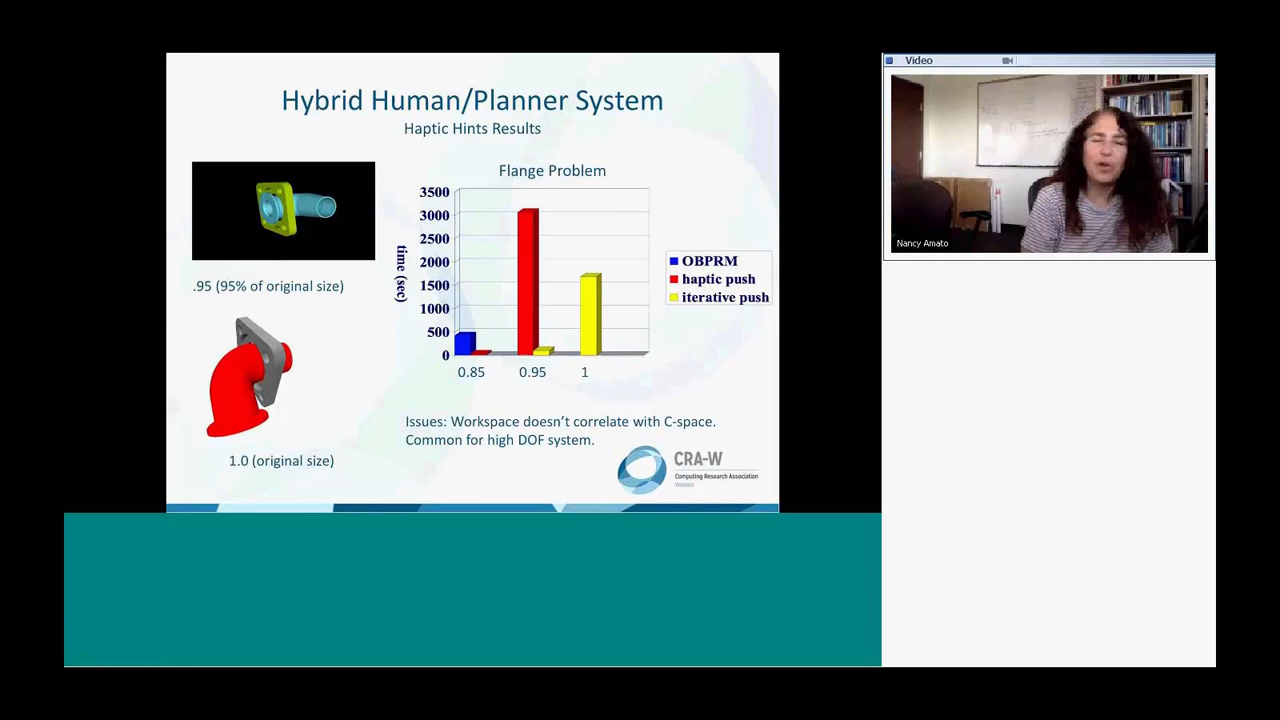 Hybrid Human/Planner System
Haptic Hints Results
.95 (95% of original size)
1.0 (original size)
Flange Problem
3500
3000
2500
2000
1500
1000
500
0
time (sec)
0.85 0.95 1
OBPRM
haptic push
iterative push
Issues: Workspace doesn't correlate with C-space.
Common for high DOF system.
CRA-W
Computing Research Association
Women
Video
Nancy Amato